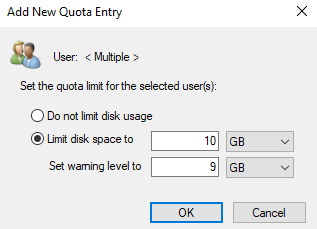 Add New Quota Entry
User: < Multiple >
Set the quota limit for the selected user(s):
Do not limit disk usage
Limit disk space to 10 GB
Set warning level to 9 GB
OK Cancel